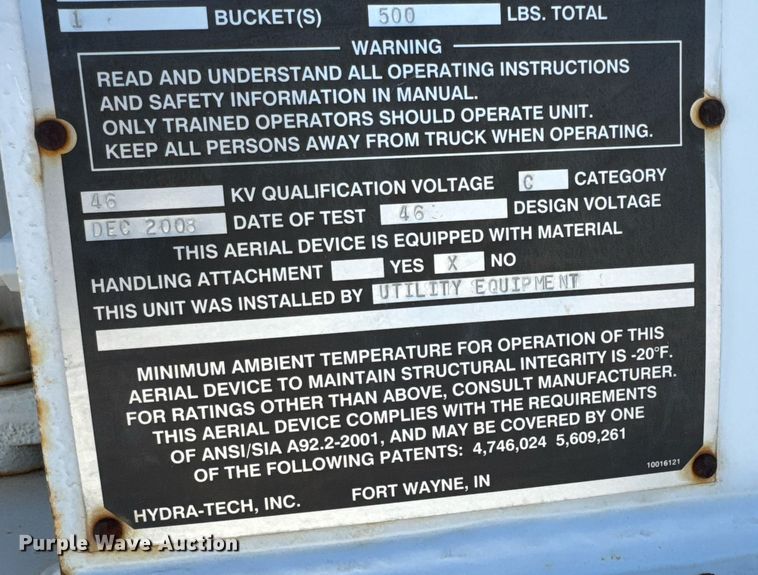 1 BUCKET(S) 500 LBS. TOTAL
WARNING
READ AND UNDERSTAND ALL OPERATING INSTRUCTIONS
AND SAFETY INFORMATION IN MANUAL.
ONLY TRAINED OPERATORS SHOULD OPERATE UNIT.
KEEP ALL PERSONS AWAY FROM TRUCK WHEN OPERATING.
46 KV QUALIFICATION VOLTAGE C CATEGORY
DEC 2008 DATE OF TEST 46 DESIGN VOLTAGE
THIS AERIAL DEVICE IS EQUIPPED WITH MATERIAL
HANDLING ATTACHMENT YES X NO
THIS UNIT WAS INSTALLED BY UTILITY EQUIPMENT
MINIMUM AMBIENT TEMPERATURE FOR OPERATION OF THIS
AERIAL DEVICE TO MAINTAIN STRUCTURAL INTEGRITY IS -20°F.
FOR RATINGS OTHER THAN ABOVE, CONSULT MANUFACTURER.
THIS AERIAL DEVICE COMPLIES WITH THE REQUIREMENTS
OF ANSI/SIA A92.2-2001, AND MAY BE COVERED BY ONE
OF THE FOLLOWING PATENTS: 4,746,024 5,609,261
10016121
HYDRA-TECH, INC. FORT WAYNE, IN
Purple Wave Auction